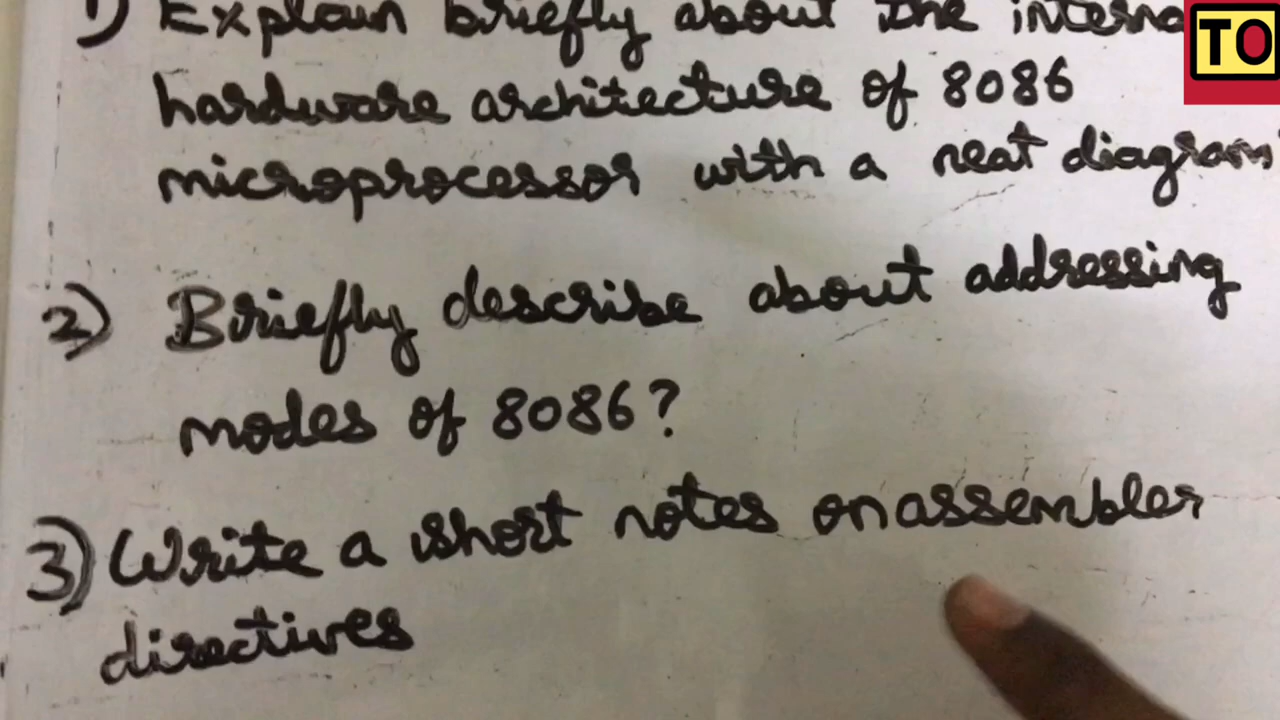 1) Explain briefly about the interna
TO
hardware architecture of 8086
microprocessor with a neat diagram
2) Briefly describe about addressing
modes of 8086?
3) Write a short notes on assembler
directives